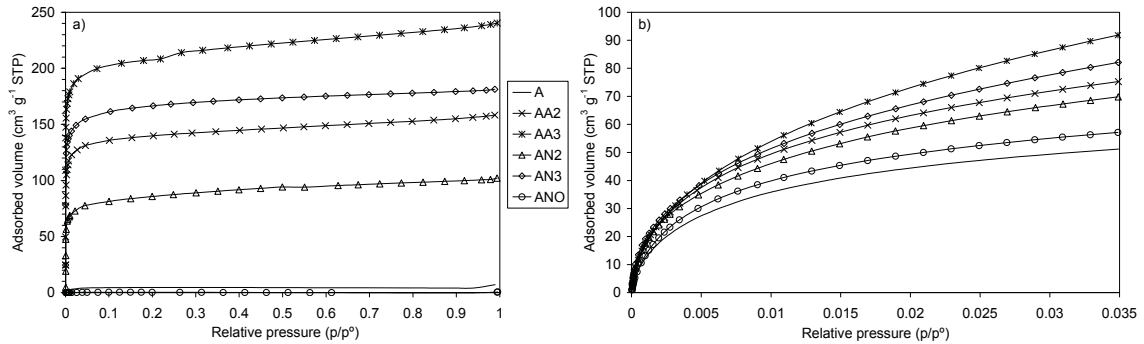 a)
Adsorbed volume (cm³ g⁻¹ STP)
250
200
150
100
50
0
0 0.1 0.2 0.3 0.4 0.5 0.6 0.7 0.8 0.9 1
Relative pressure (p/pº)
A
AA2
AA3
AN2
AN3
ANO
b)
Adsorbed volume (cm³ g⁻¹ STP)
100
90
80
70
60
50
40
30
20
10
0
0 0.005 0.01 0.015 0.02 0.025 0.03 0.035
Relative pressure (p/pº)